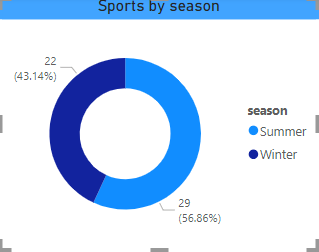 Sports by season
22
(43.14%)
season
Summer
Winter
29
(56.86%)